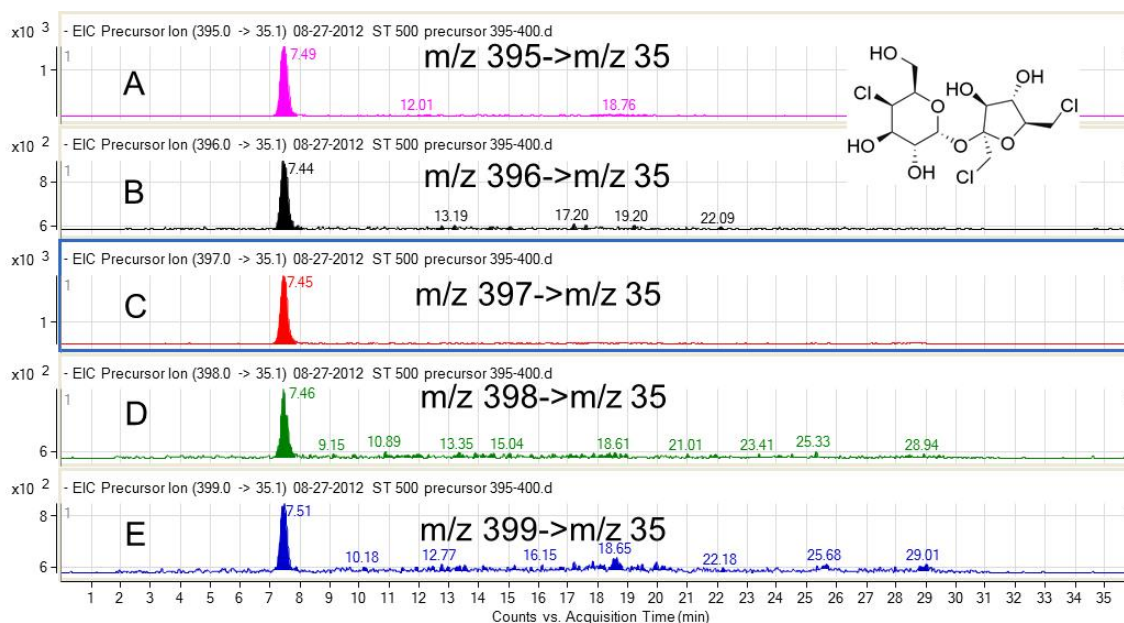 x10 3
- EIC Precursor Ion (395.0 -> 35.1) 08-27-2012 ST 500 precursor 395-400.d
1
1
A
7.49
m/z 395->m/z 35
12.01
18.76
HO
Cl
HO
OH
O
Cl
HO
O
O
OH
Cl
x10 2
- EIC Precursor Ion (396.0 -> 35.1) 08-27-2012 ST 500 precursor 395-400.d
1
8
6
B
7.44
m/z 396->m/z 35
13.19
17.20
19.20
22.09
x10 3
- EIC Precursor Ion (397.0 -> 35.1) 08-27-2012 ST 500 precursor 395-400.d
1
1
C
7.45
m/z 397->m/z 35
x10 2
- EIC Precursor Ion (398.0 -> 35.1) 08-27-2012 ST 500 precursor 395-400.d
1
6
D
7.46
m/z 398->m/z 35
9.15
10.89
13.35
15.04
18.61
21.01
23.41
25.33
28.94
x10 2
- EIC Precursor Ion (399.0 -> 35.1) 08-27-2012 ST 500 precursor 395-400.d
1
8
6
E
7.51
m/z 399->m/z 35
10.18
12.77
16.15
18.65
22.18
25.68
29.01
1 2 3 4 5 6 7 8 9 10 11 12 13 14 15 16 17 18 19 20 21 22 23 24 25 26 27 28 29 30 31 32 33 34 35
Counts vs. Acquisition Time (min)